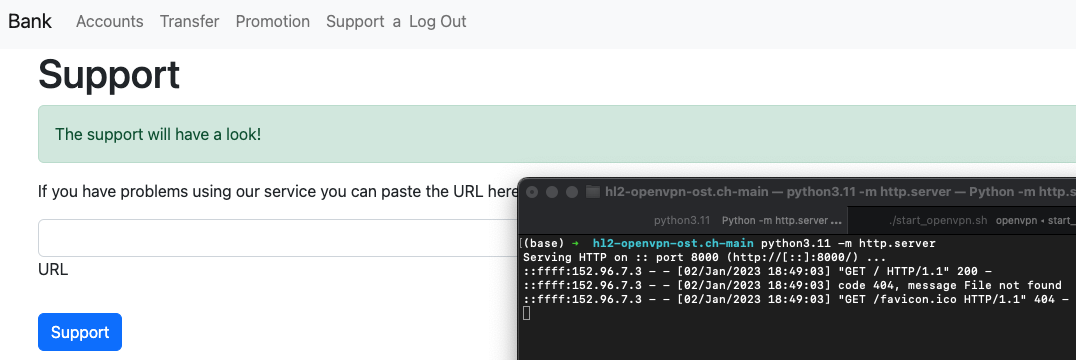 Bank Accounts Transfer Promotion Support a Log Out
Support
The support will have a look!
If you have problems using our service you can paste the URL here
URL
Support
hl2-openvpn-ost.ch-main — python3.11 -m http.server — Python -m http.s
python3.11 Python -m http.server ... ./start_openvpn.sh openvpn ◂ start_
[(base) → hl2-openvpn-ost.ch-main python3.11 -m http.server
Serving HTTP on :: port 8000 (http://[::]:8000/) ...
::ffff:152.96.7.3 - - [02/Jan/2023 18:49:03] "GET / HTTP/1.1" 200 -
::ffff:152.96.7.3 - - [02/Jan/2023 18:49:03] code 404, message File not found
::ffff:152.96.7.3 - - [02/Jan/2023 18:49:03] "GET /favicon.ico HTTP/1.1" 404 -